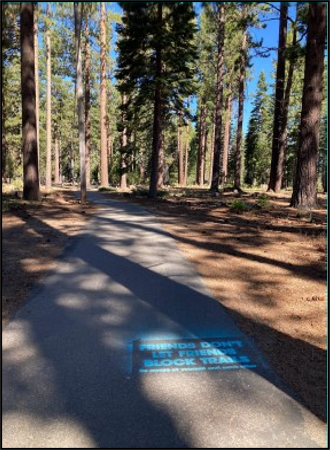 FRIENDS DON'T
LET FRIENDS
BLOCK TRAILS